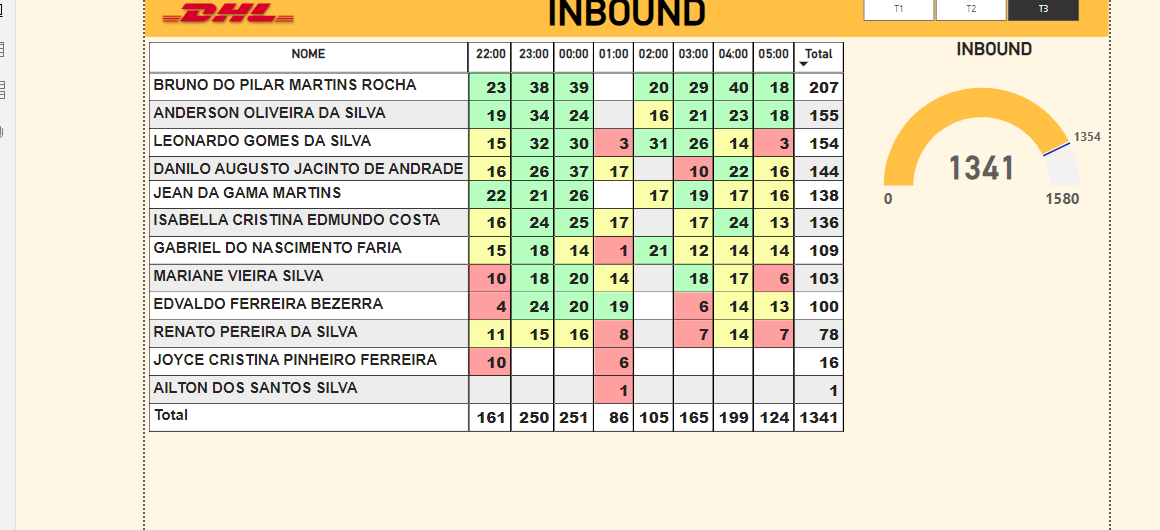 DHL
INBOUND
T1 T2 T3
NOME 22:00 23:00 00:00 01:00 02:00 03:00 04:00 05:00 Total
BRUNO DO PILAR MARTINS ROCHA 23 38 39 20 29 40 18 207
ANDERSON OLIVEIRA DA SILVA 19 34 24 16 21 23 18 155
LEONARDO GOMES DA SILVA 15 32 30 3 31 26 14 3 154
DANILO AUGUSTO JACINTO DE ANDRADE 16 26 37 17 10 22 16 144
JEAN DA GAMA MARTINS 22 21 26 17 19 17 16 138
ISABELLA CRISTINA EDMUNDO COSTA 16 24 25 17 17 24 13 136
GABRIEL DO NASCIMENTO FARIA 15 18 14 1 21 12 14 14 109
MARIANE VIEIRA SILVA 10 18 20 14 18 17 6 103
EDVALDO FERREIRA BEZERRA 4 24 20 19 6 14 13 100
RENATO PEREIRA DA SILVA 11 15 16 8 7 14 7 78
JOYCE CRISTINA PINHEIRO FERREIRA 10 6 16
AILTON DOS SANTOS SILVA 1 1
Total 161 250 251 86 105 165 199 124 1341
INBOUND
1354
1341
0 1580